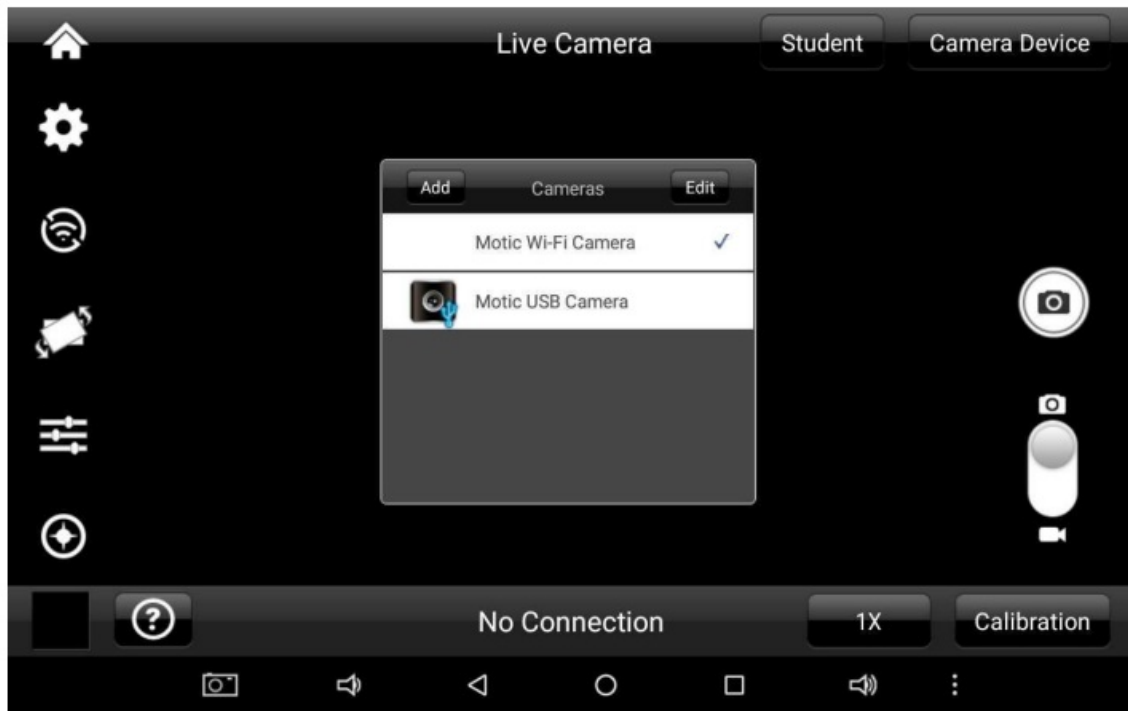 Live Camera
Student
Camera Device
Add
Cameras
Edit
Motic Wi-Fi Camera
Motic USB Camera
?
No Connection
1X
Calibration